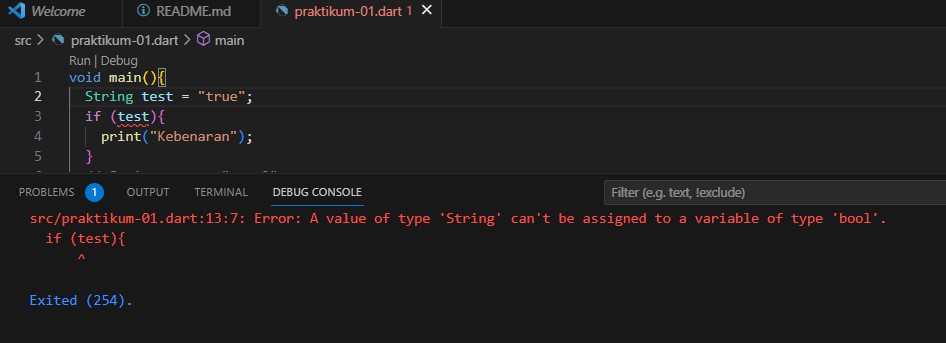 Welcome README.md praktikum-01.dart 1
src > praktikum-01.dart > main
Run | Debug
1 void main(){
2 String test = "true";
3 if (test){
4 print("Kebenaran");
5 }
PROBLEMS 1 OUTPUT TERMINAL DEBUG CONSOLE Filter (e.g. text, !exclude)
src/praktikum-01.dart:13:7: Error: A value of type 'String' can't be assigned to a variable of type 'bool'.
if (test){
^
Exited (254).